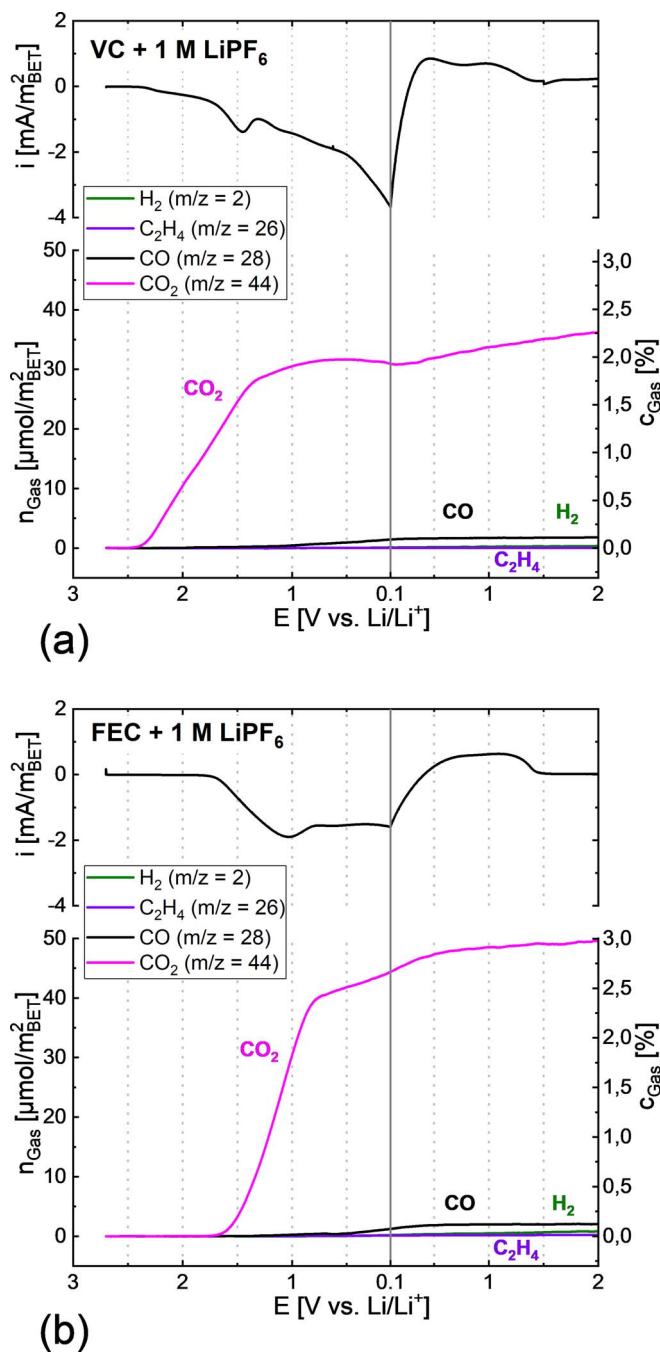 VC + 1 M LiPF₆
2
0
-2
-4
i [mA/m²BET]
H₂ (m/z = 2)
C₂H₄ (m/z = 26)
CO (m/z = 28)
CO₂ (m/z = 44)
50
40
30
20
10
0
nGas [µmol/m²BET]
3,0
2,5
2,0
1,5
1,0
0,5
0,0
cGas [%]
CO₂
CO
H₂
C₂H₄
2 1 0.1 1 2
E [V vs. Li/Li⁺]
(a)
FEC + 1 M LiPF₆
2
0
-2
-4
i [mA/m²BET]
H₂ (m/z = 2)
C₂H₄ (m/z = 26)
CO (m/z = 28)
CO₂ (m/z = 44)
50
40
30
20
10
0
nGas [µmol/m²BET]
3,0
2,5
2,0
1,5
1,0
0,5
0,0
cGas [%]
CO₂
CO
H₂
C₂H₄
3 2 1 0.1 1 2
E [V vs. Li/Li⁺]
(b)